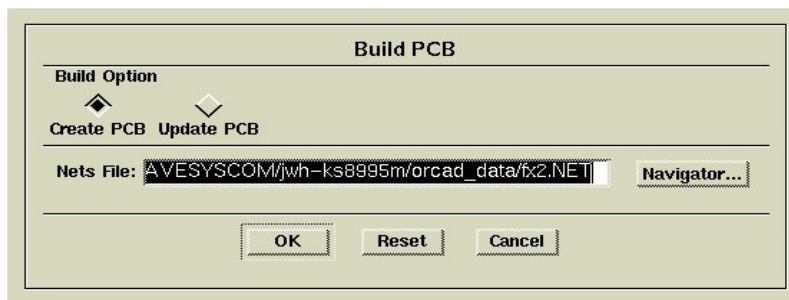 Build PCB
Build Option
Create PCB Update PCB
Nets File: AVESYSCOM/jwh-ks8995m/orcad_data/fx2.NET Navigator...
OK Reset Cancel